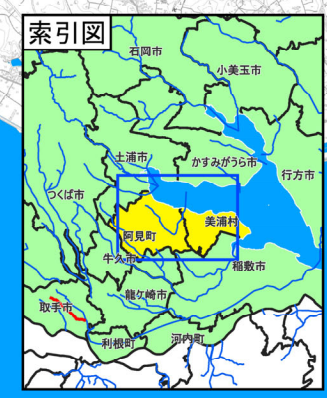 索引図
石岡市
小美玉市
土浦市
かすみがうら市
行方市
つくば市
美浦村
阿見町
牛久市
稲敷市
龍ケ崎市
取手市
利根町
河内町